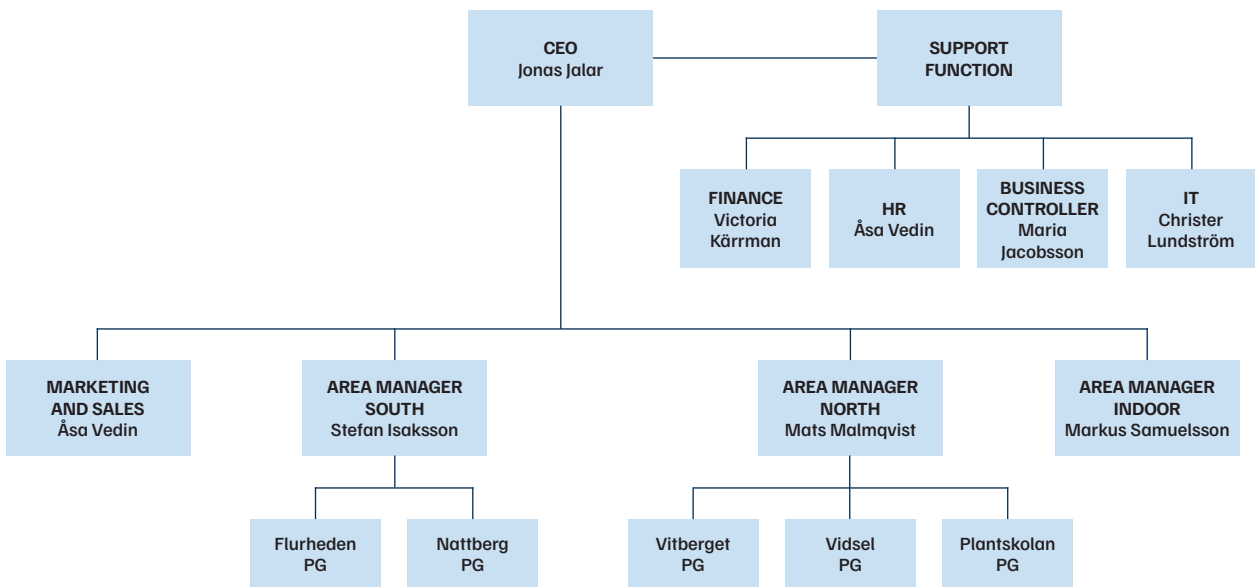 CEO
Jonas Jalar
SUPPORT
FUNCTION
FINANCE
Victoria
Kärrman
HR
Åsa Vedin
BUSINESS
CONTROLLER
Maria
Jacobsson
IT
Christer
Lundström
MARKETING
AND SALES
Åsa Vedin
AREA MANAGER
SOUTH
Stefan Isaksson
AREA MANAGER
NORTH
Mats Malmqvist
AREA MANAGER
INDOOR
Markus Samuelsson
Flurheden
PG
Nattberg
PG
Vitberget
PG
Vidsel
PG
Plantskolan
PG